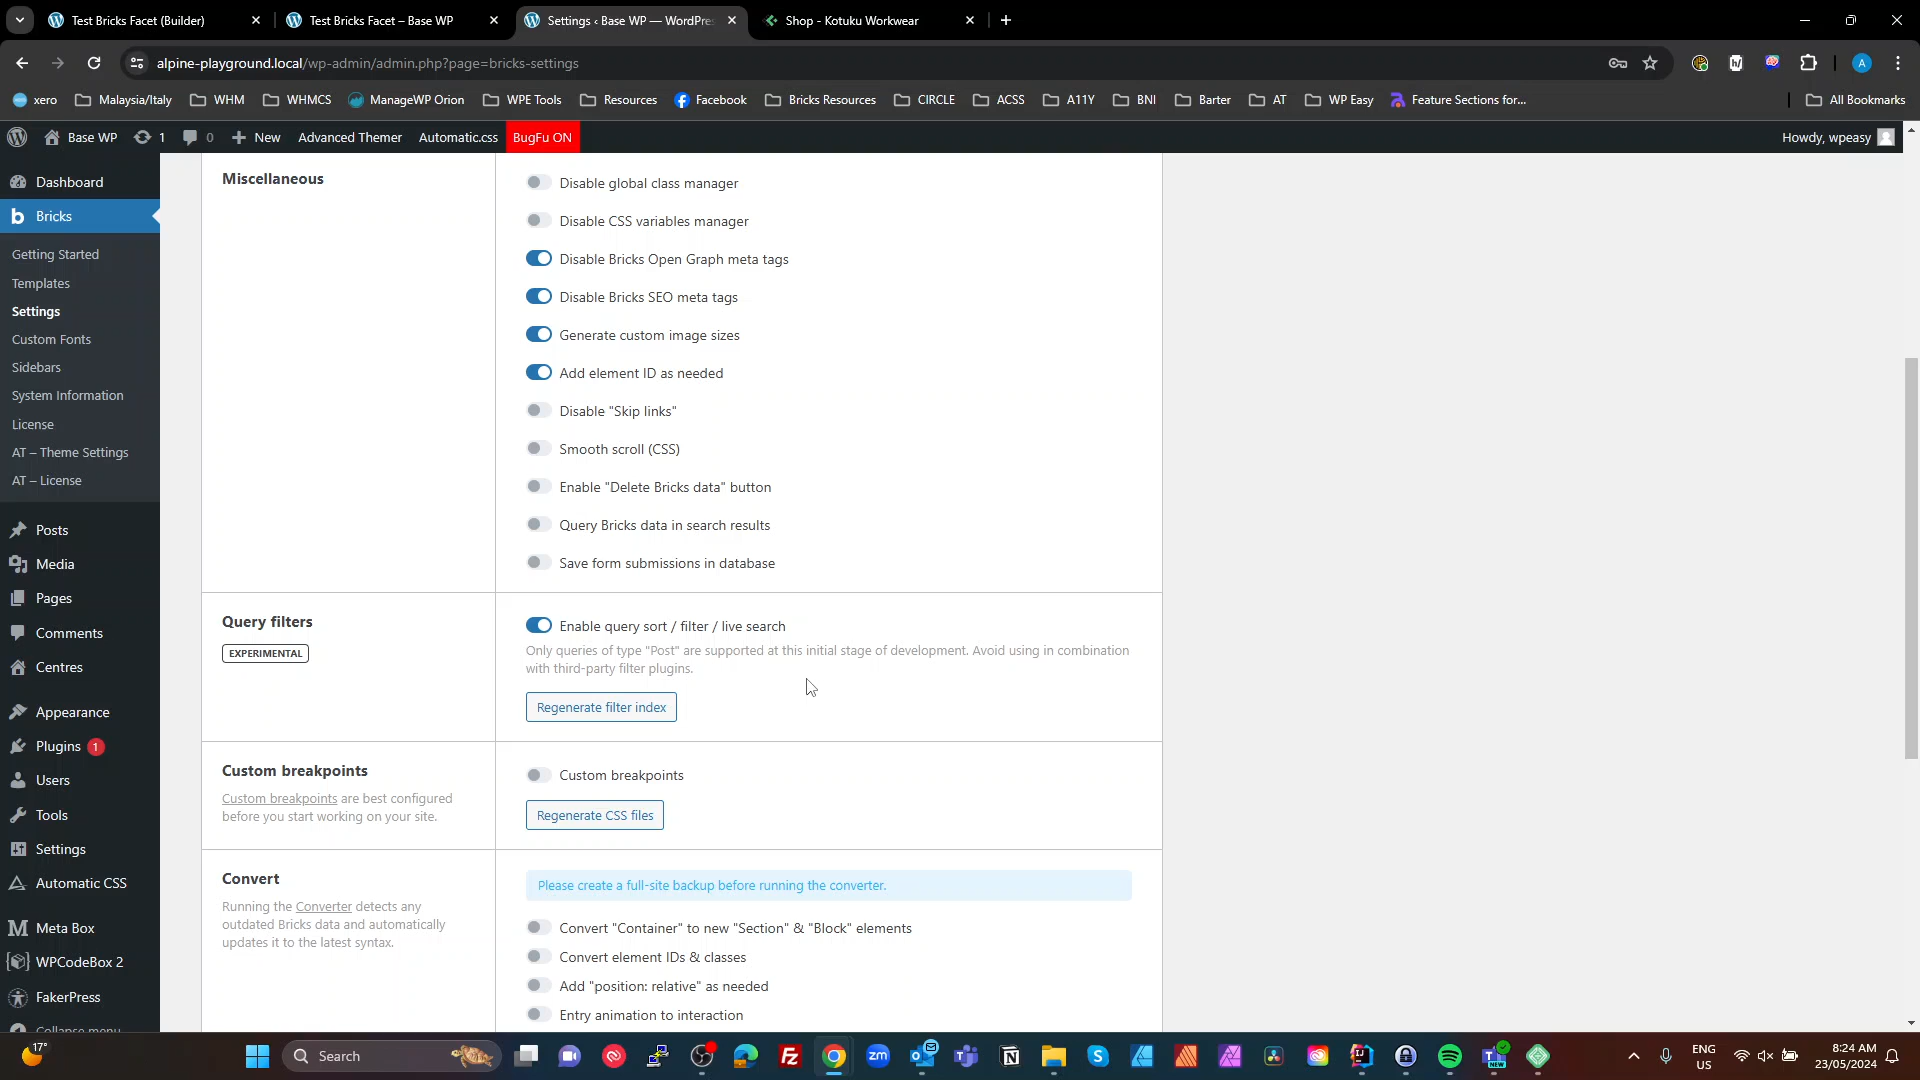 Test Bricks Facet (Builder)
Test Bricks Facet – Base WP
Settings ‹ Base WP — WordPre
Shop - Kotuku Workwear
alpine-playground.local/wp-admin/admin.php?page=bricks-settings
A
xero
Malaysia/Italy
WHM
WHMCS
ManageWP Orion
WPE Tools
Resources
Facebook
Bricks Resources
CIRCLE
ACSS
A11Y
BNI
Barter
AT
WP Easy
Feature Sections for...
All Bookmarks
Base WP
1
0
New
Advanced Themer
Automatic.css
BugFu ON
Howdy, wpeasy
Dashboard
Bricks
Getting Started
Templates
Settings
Custom Fonts
Sidebars
System Information
License
AT – Theme Settings
AT – License
Posts
Media
Pages
Comments
Centres
Appearance
Plugins 1
Users
Tools
Settings
Automatic CSS
Meta Box
WPCodeBox 2
FakerPress
Collapse menu
Miscellaneous
Disable global class manager
Disable CSS variables manager
Disable Bricks Open Graph meta tags
Disable Bricks SEO meta tags
Generate custom image sizes
Add element ID as needed
Disable "Skip links"
Smooth scroll (CSS)
Enable "Delete Bricks data" button
Query Bricks data in search results
Save form submissions in database
Query filters
EXPERIMENTAL
Enable query sort / filter / live search
Only queries of type "Post" are supported at this initial stage of development. Avoid using in combination
with third-party filter plugins.
Regenerate filter index
Custom breakpoints
Custom breakpoints are best configured
before you start working on your site.
Custom breakpoints
Regenerate CSS files
Convert
Running the Converter detects any
outdated Bricks data and automatically
updates it to the latest syntax.
Please create a full-site backup before running the converter.
Convert "Container" to new "Section" & "Block" elements
Convert element IDs & classes
Add "position: relative" as needed
Entry animation to interaction
17°
Search
zm
NEW
ENG
US
8:24 AM
23/05/2024